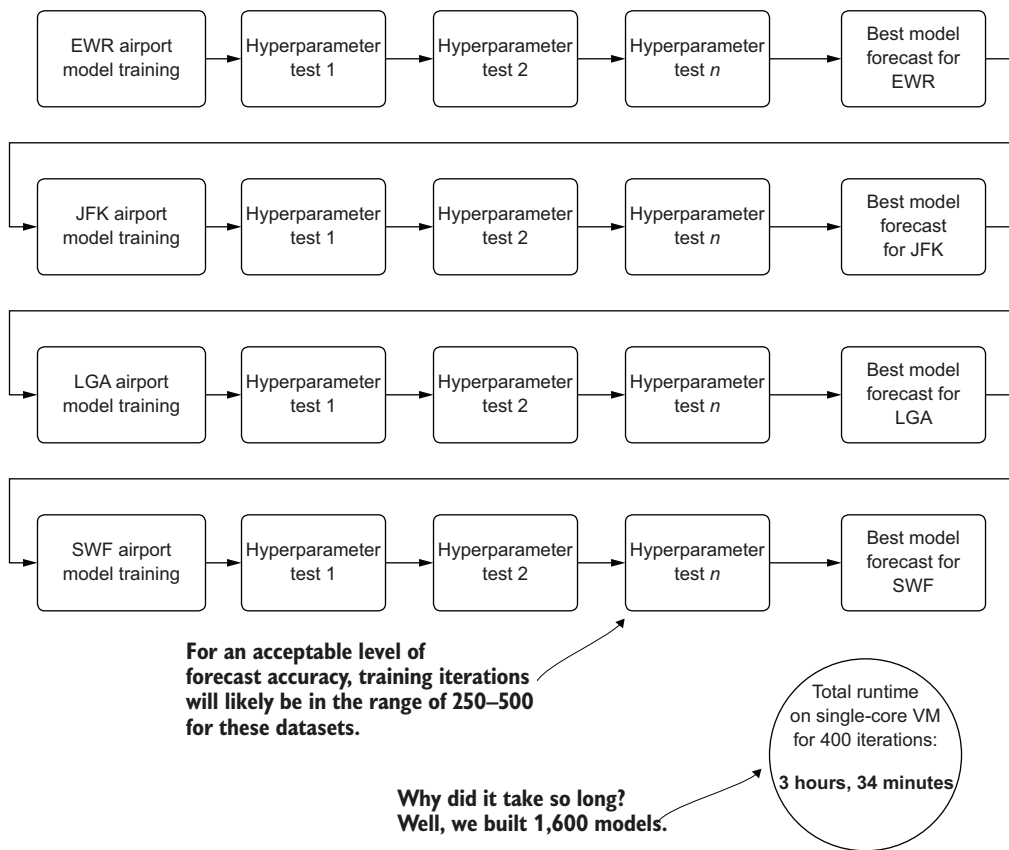 EWR airport
model training
Hyperparameter
test 1
Hyperparameter
test 2
Hyperparameter
test n
Best model
forecast for
EWR
JFK airport
model training
Hyperparameter
test 1
Hyperparameter
test 2
Hyperparameter
test n
Best model
forecast
for JFK
LGA airport
model training
Hyperparameter
test 1
Hyperparameter
test 2
Hyperparameter
test n
Best model
forecast for
LGA
SWF airport
model training
Hyperparameter
test 1
Hyperparameter
test 2
Hyperparameter
test n
Best model
forecast for
SWF
For an acceptable level of
forecast accuracy, training iterations
will likely be in the range of 250–500
for these datasets.
Total runtime
on single-core VM
for 400 iterations:
3 hours, 34 minutes
Why did it take so long?
Well, we built 1,600 models.